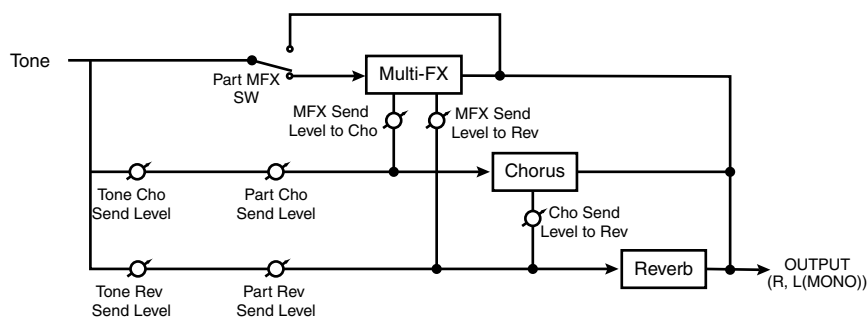 Tone
Part MFX
SW
Multi-FX
MFX Send
Level to Cho
MFX Send
Level to Rev
Tone Cho
Send Level
Part Cho
Send Level
Chorus
Cho Send
Level to Rev
Tone Rev
Send Level
Part Rev
Send Level
Reverb
OUTPUT
(R, L(MONO))